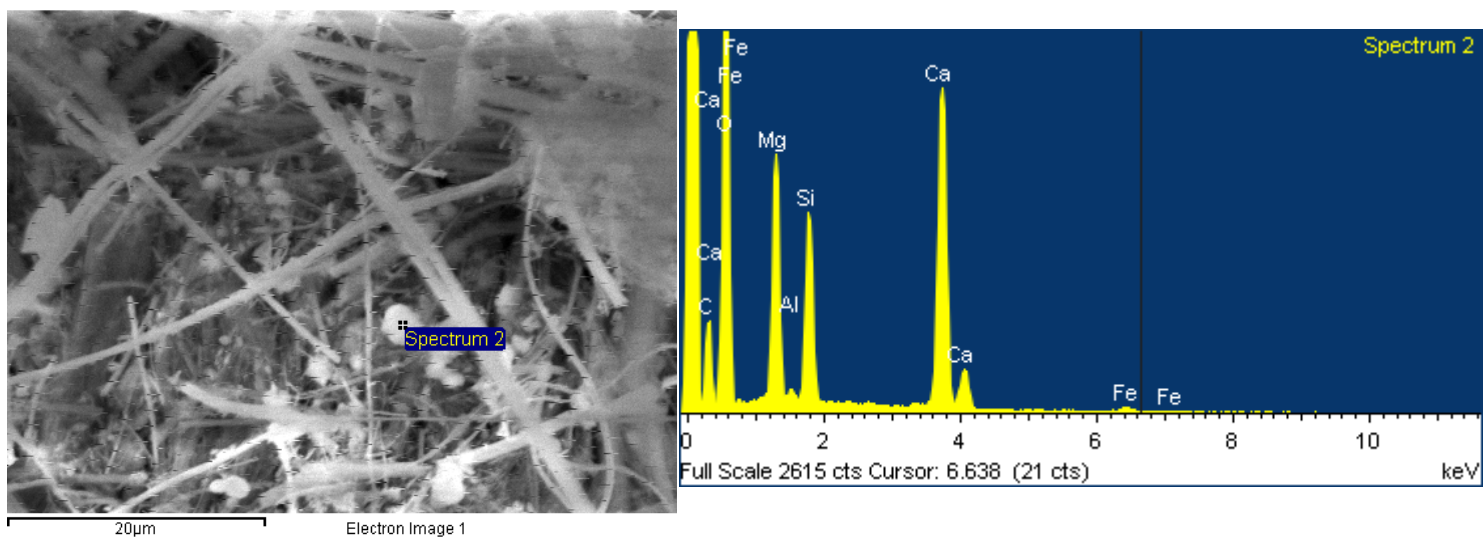 Spectrum 2
20µm
Electron Image 1
Spectrum 2
Fe
Ca
Fe
Ca
O
Mg
Si
Ca
Al
C
Ca
Fe
Fe
0 2 4 6 8 10
Full Scale 2615 cts Cursor: 6.638 (21 cts) keV